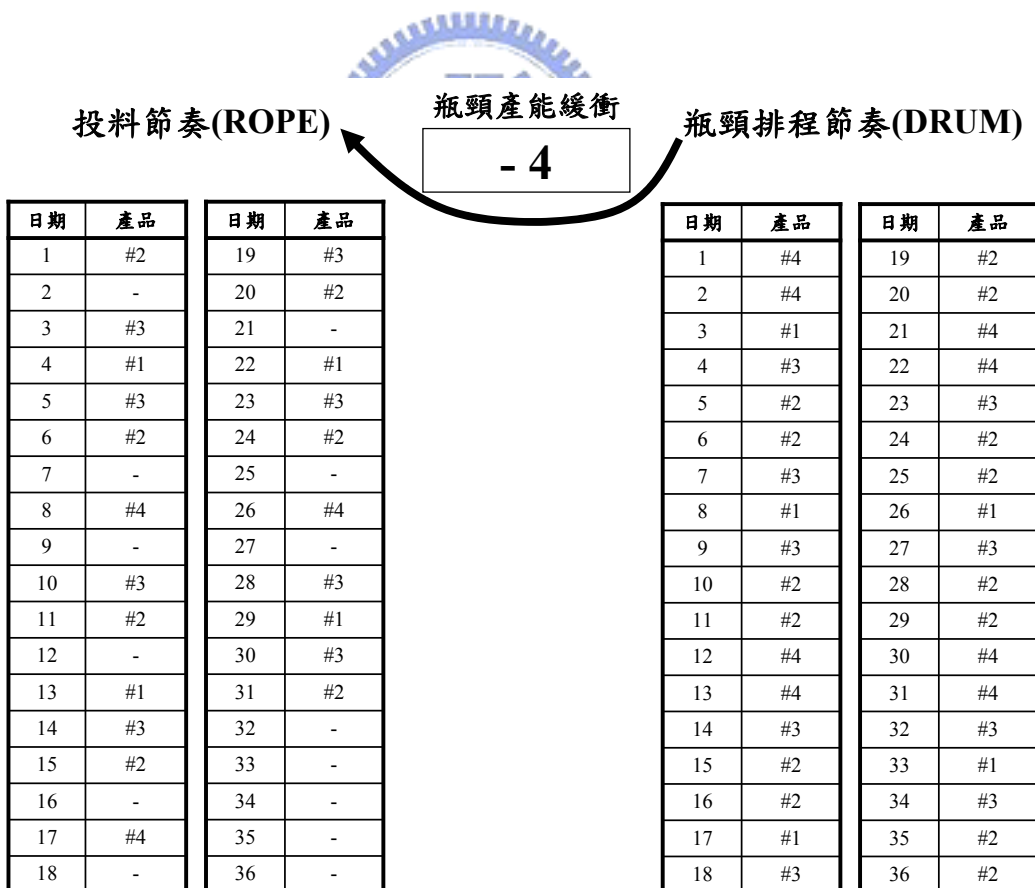 投料節奏(ROPE)
瓶頸產能緩衝
- 4
瓶頸排程節奏(DRUM)
日期 產品 日期 產品
1 #2 19 #3
2 - 20 #2
3 #3 21 -
4 #1 22 #1
5 #3 23 #3
6 #2 24 #2
7 - 25 -
8 #4 26 #4
9 - 27 -
10 #3 28 #3
11 #2 29 #1
12 - 30 #3
13 #1 31 #2
14 #3 32 -
15 #2 33 -
16 - 34 -
17 #4 35 -
18 - 36 -
日期 產品 日期 產品
1 #4 19 #2
2 #4 20 #2
3 #1 21 #4
4 #3 22 #4
5 #2 23 #3
6 #2 24 #2
7 #3 25 #2
8 #1 26 #1
9 #3 27 #3
10 #2 28 #2
11 #2 29 #2
12 #4 30 #4
13 #4 31 #4
14 #3 32 #3
15 #2 33 #1
16 #2 34 #3
17 #1 35 #2
18 #3 36 #2